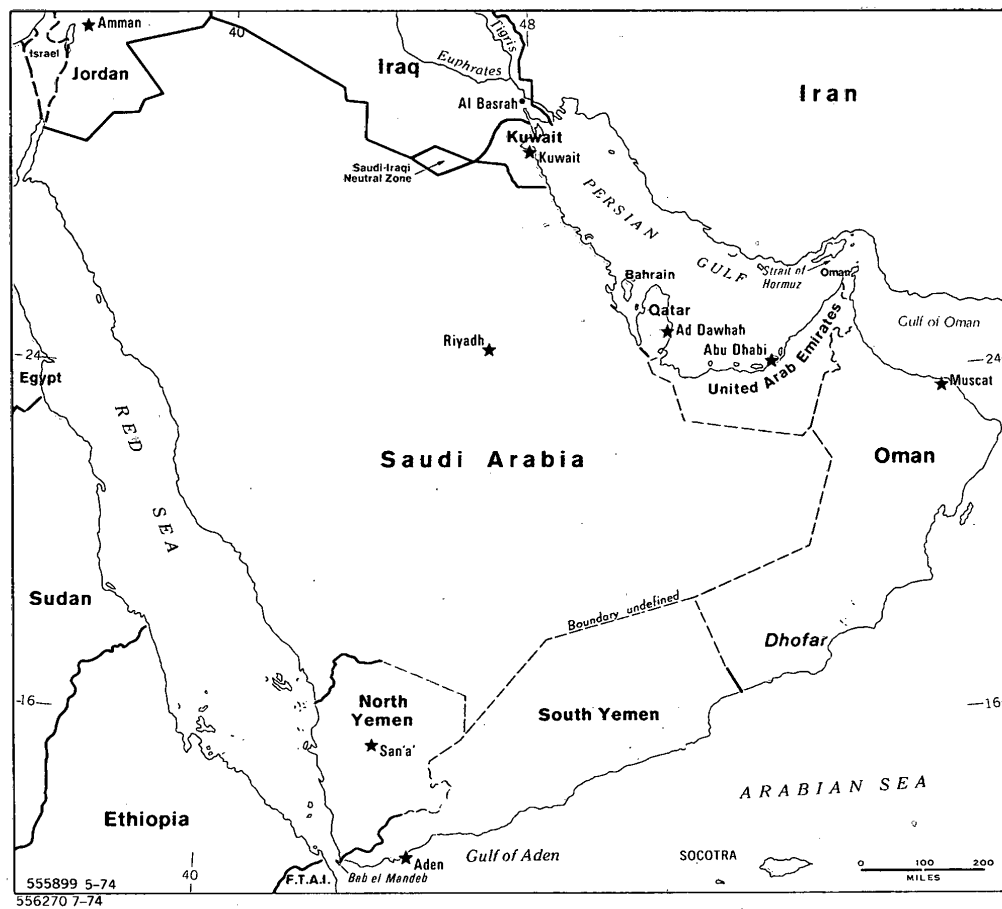 Amman
40
48
Tigris
Israel
Jordan
Iraq
Euphrates
Iran
Al Basrah
Kuwait
Kuwait
Saudi-Iraqi
Neutral Zone
PERSIAN
GULF
Strait of
Hormuz
Oman
Bahrain
Qatar
Ad Dawhah
Gulf of Oman
Riyadh
Abu Dhabi
United Arab Emirates
24
24
Egypt
Muscat
RED
SEA
Saudi Arabia
Oman
Sudan
Boundary undefined
Dhofar
16
16
North
Yemen
San'a'
South Yemen
ARABIAN SEA
Ethiopia
Aden
Gulf of Aden
SOCOTRA
0 100 200
MILES
F.T.A.I.
Bab el Mandeb
40
555899 5-74
556270 7-74